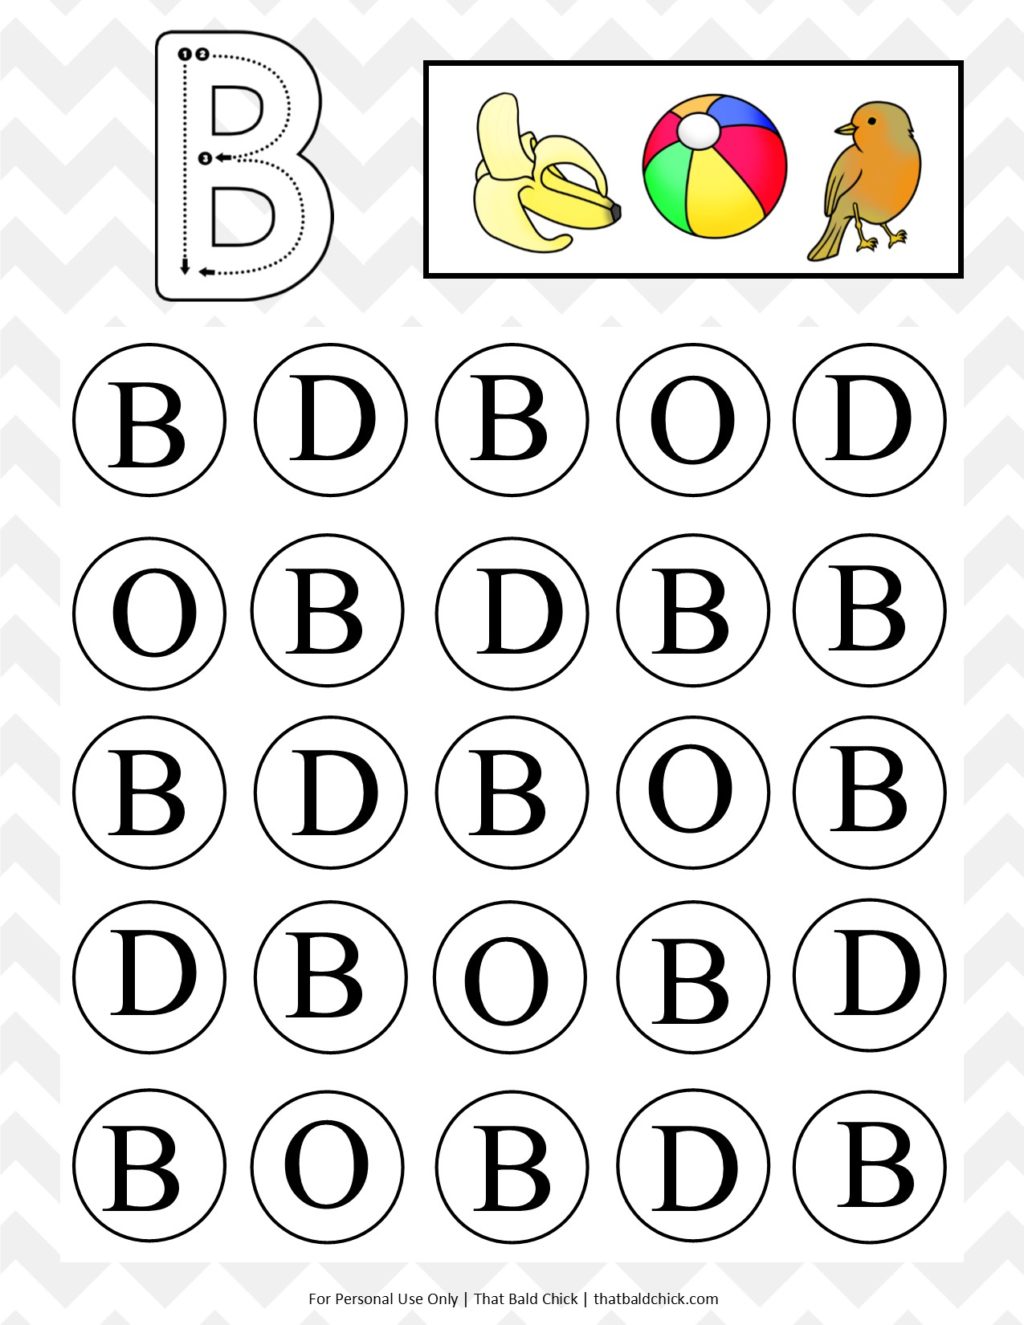 B
1 2
3
B D B O D
O B D B B
B D B O B
D B O B D
B O B D B
For Personal Use Only | That Bald Chick | thatbaldchick.com